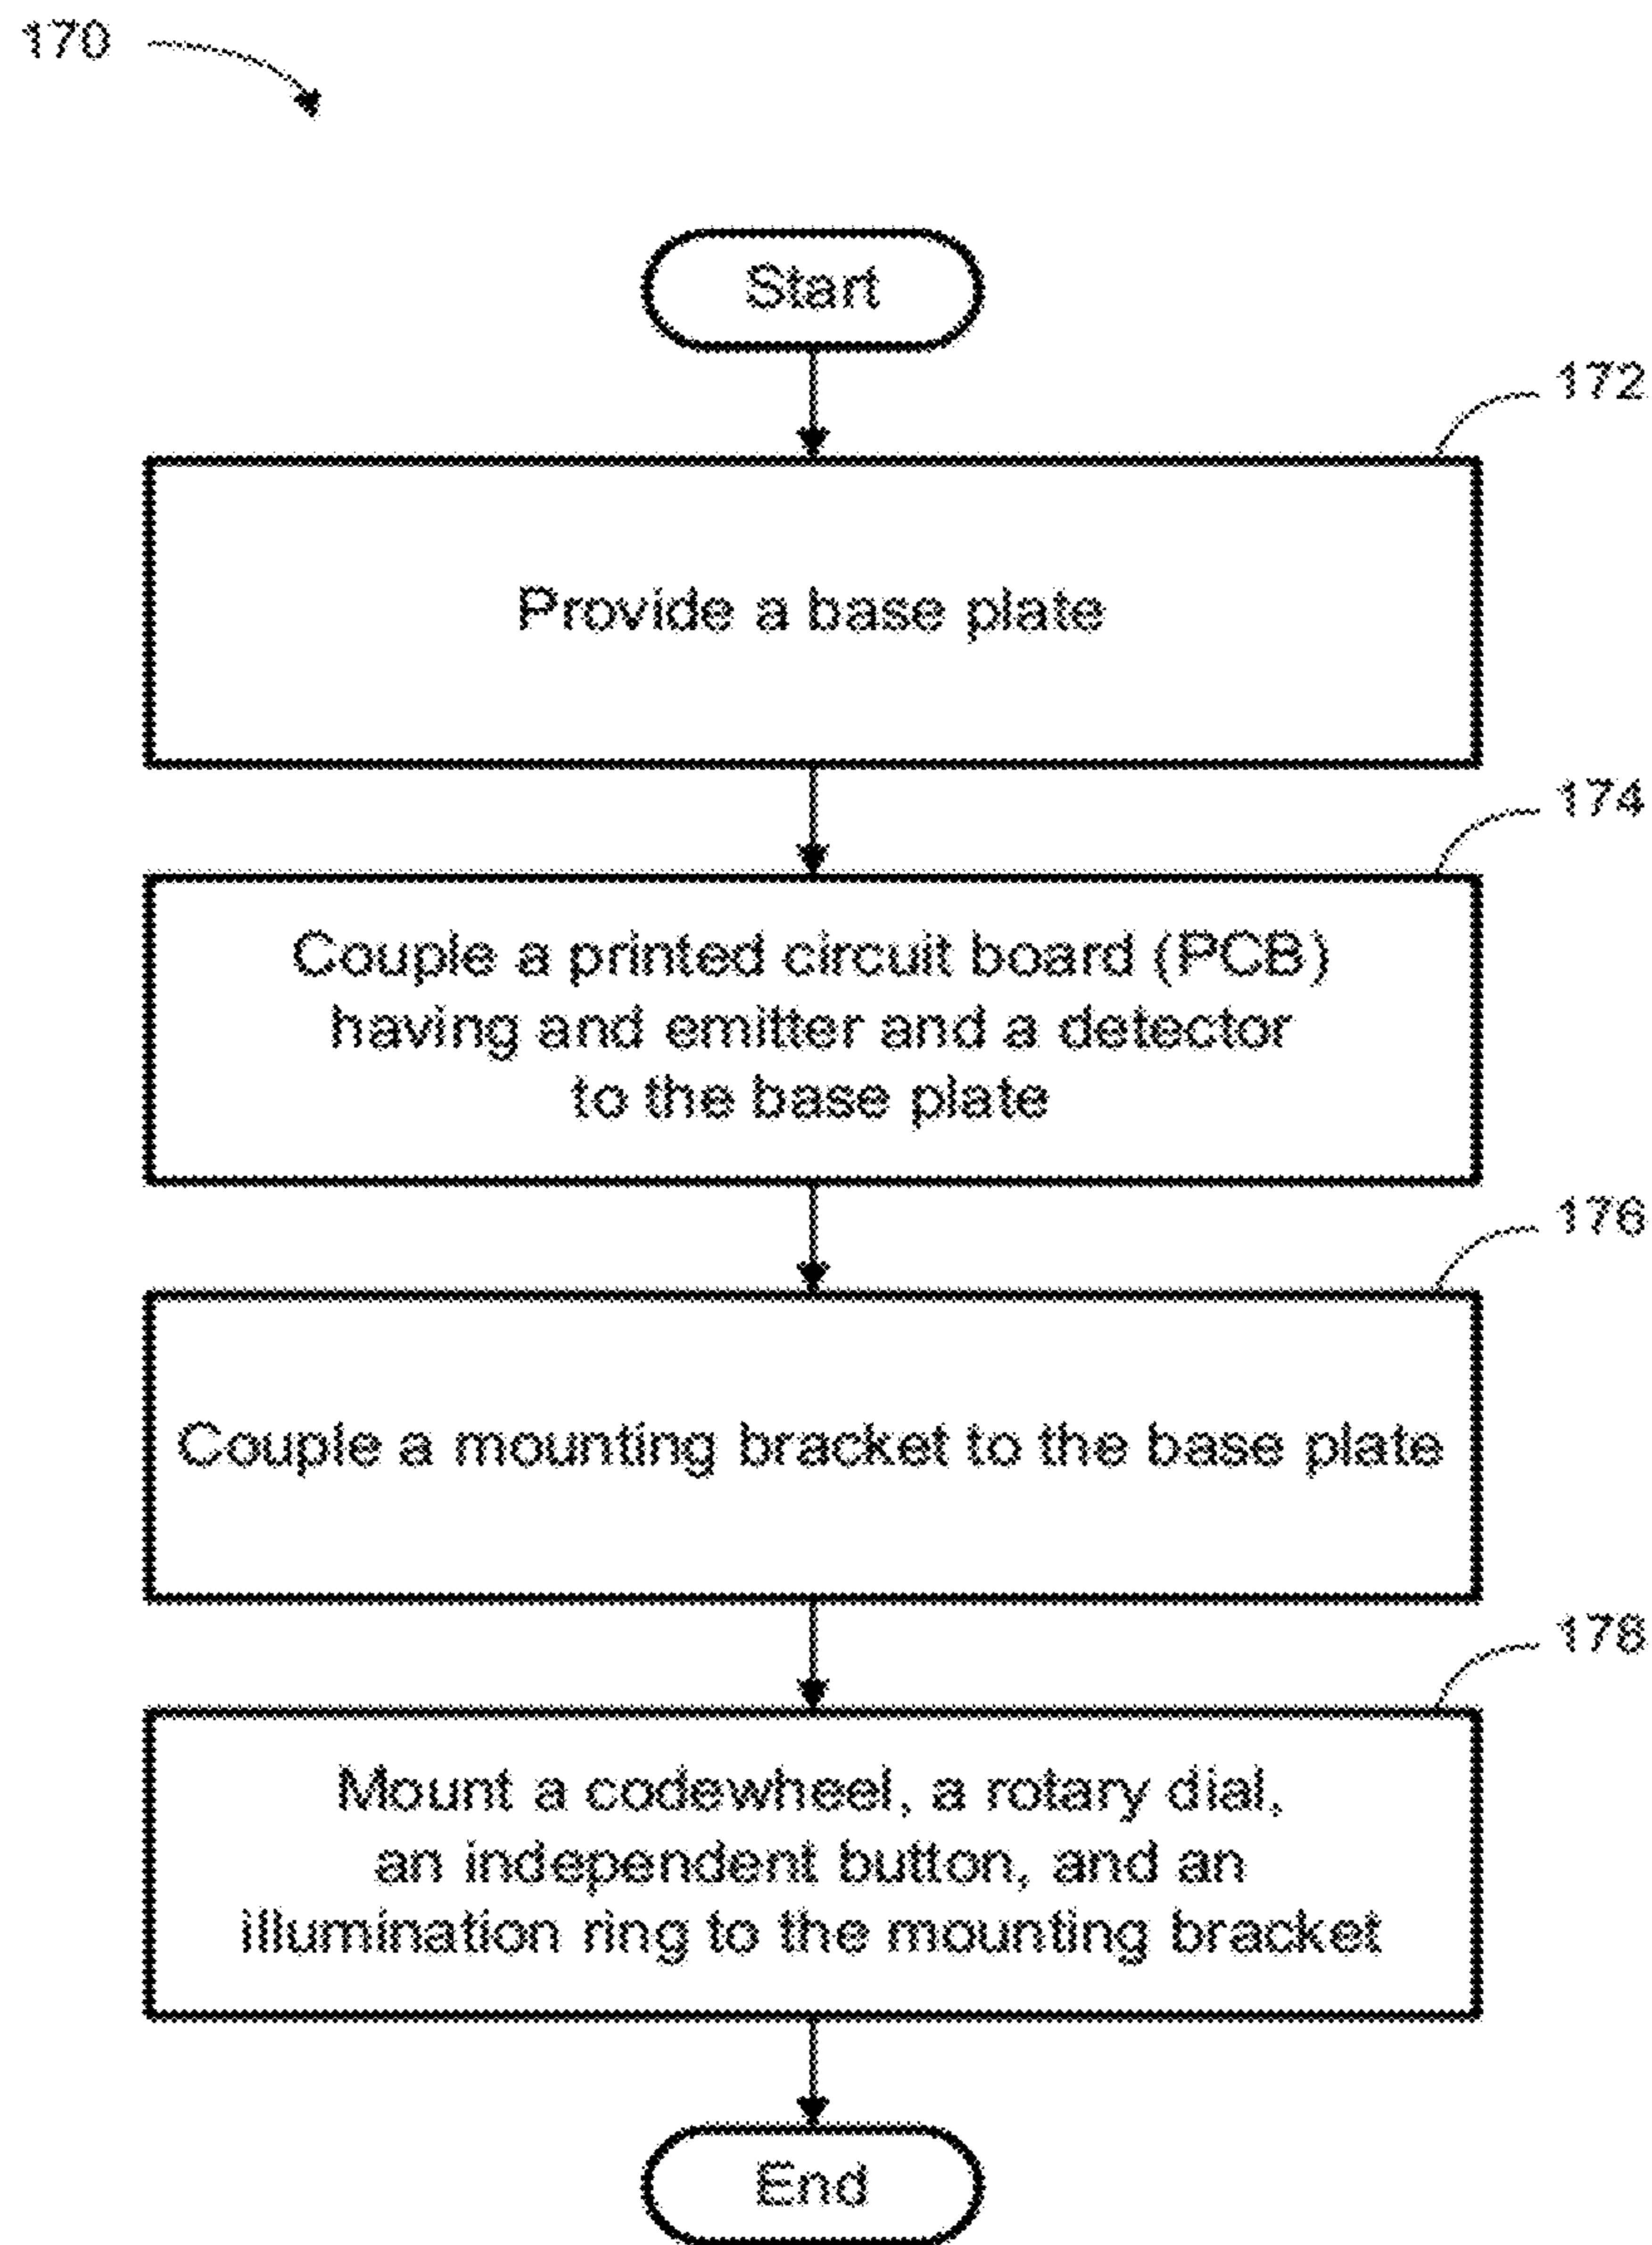 170
Start
172
Provide a base plate
174
Couple a printed circuit board (PCB)
having and emitter and a detector
to the base plate
176
Couple a mounting bracket to the base plate
178
Mount a codewheel, a rotary dial,
an independent button, and an
illumination ring to the mounting bracket
End